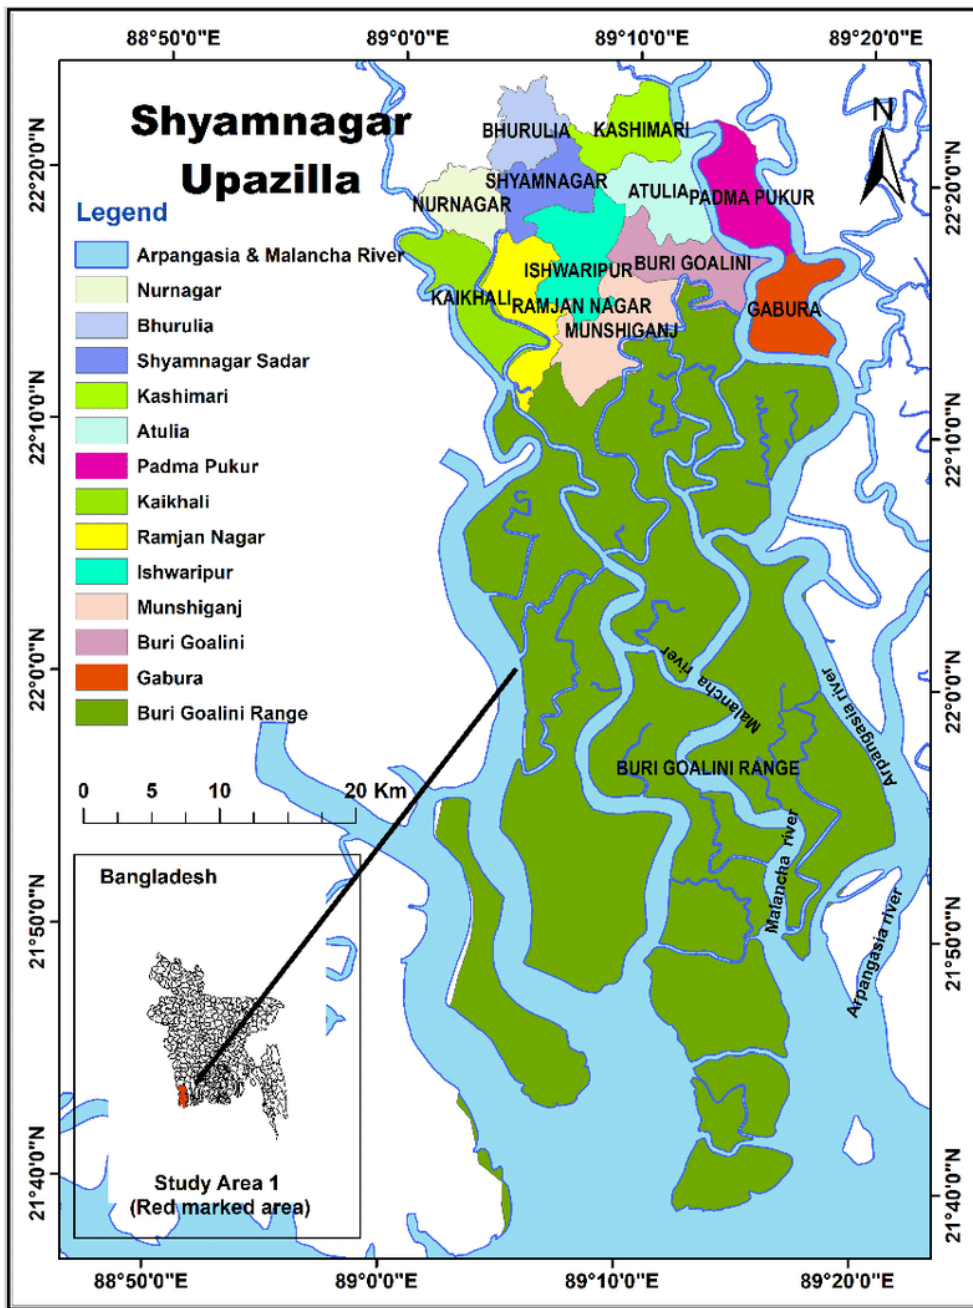 88°50'0"E 89°0'0"E 89°10'0"E 89°20'0"E
Shyamnagar
Upazilla
N
22°20'0"N
22°10'0"N
22°0'0"N
21°50'0"N
21°40'0"N
Legend
Arpangasia & Malancha River
Nurnagar
Bhurulia
Shyamnagar Sadar
Kashimari
Atulia
Padma Pukur
Kaikhali
Ramjan Nagar
Ishwaripur
Munshiganj
Buri Goalini
Gabura
Buri Goalini Range
0 5 10 20 Km
Bangladesh
Study Area 1
(Red marked area)
BHURULIA
KASHIMARI
SHYAMNAGAR
ATULIA
PADMA PUKUR
NURNAGAR
BURI GOALINI
ISHWARIPUR
KAIKHALI
RAMJAN NAGAR
GABURA
MUNSHIGANJ
Malancha river
Arpangasia river
BURI GOALINI RANGE
Malancha river
Arpangasia river
22°20'0"N
22°10'0"N
22°0'0"N
21°50'0"N
21°40'0"N
88°50'0"E 89°0'0"E 89°10'0"E 89°20'0"E